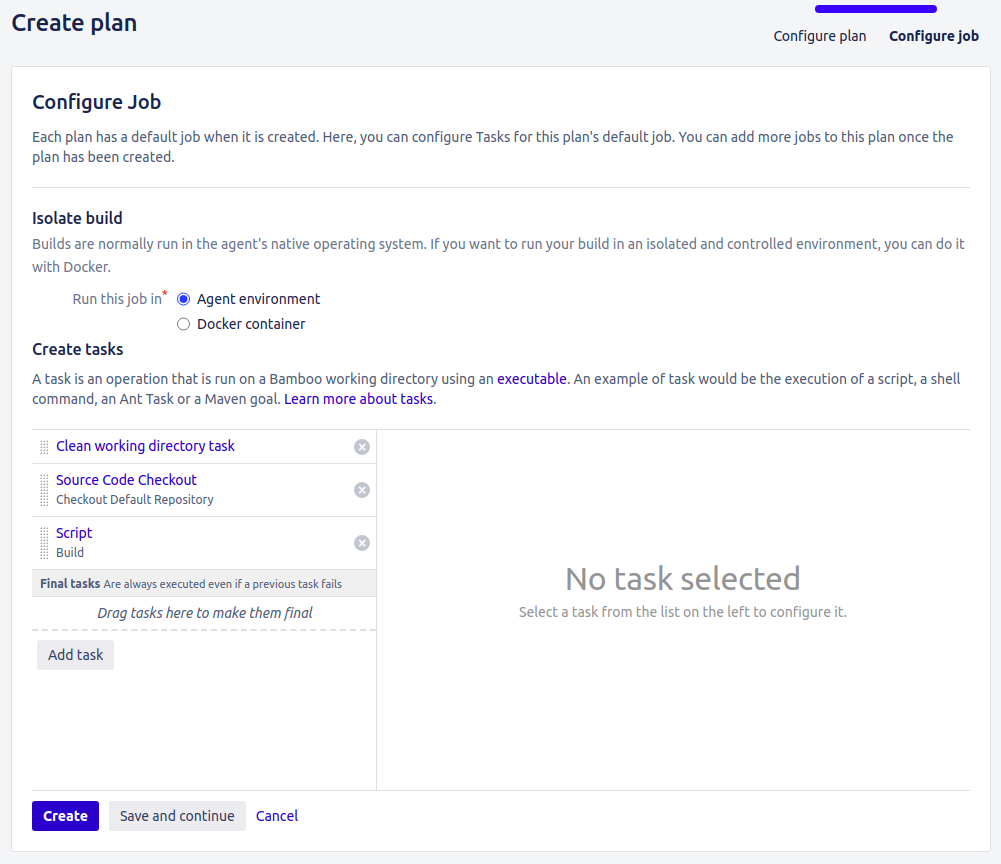 Create plan
Configure plan
Configure job
Configure Job
Each plan has a default job when it is created. Here, you can configure Tasks for this plan's default job. You can add more jobs to this plan once the
plan has been created.
Isolate build
Builds are normally run in the agent's native operating system. If you want to run your build in an isolated and controlled environment, you can do it
with Docker.
Run this job in*
Agent environment
Docker container
Create tasks
A task is an operation that is run on a Bamboo working directory using an executable. An example of task would be the execution of a script, a shell
command, an Ant Task or a Maven goal. Learn more about tasks.
Clean working directory task
Source Code Checkout
Checkout Default Repository
Script
Build
Final tasks Are always executed even if a previous task fails
Drag tasks here to make them final
Add task
No task selected
Select a task from the list on the left to configure it.
Create
Save and continue
Cancel